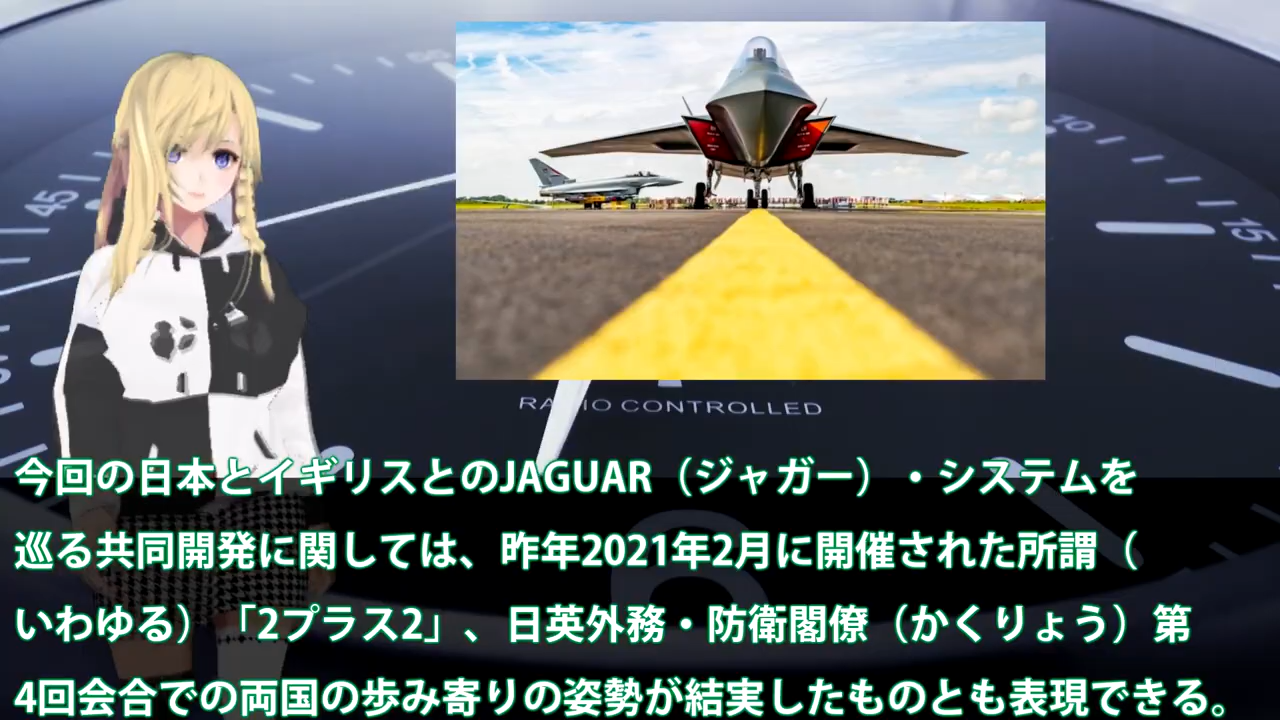 45
10
15
RADIO CONTROLLED
今回の日本とイギリスとのJAGUAR（ジャガー）・システムを
巡る共同開発に関しては、昨年2021年2月に開催された所謂（
いわゆる）「2プラス2」、日英外務・防衛閣僚（かくりょう）第
4回会合での両国の歩み寄りの姿勢が結実したものとも表現できる。